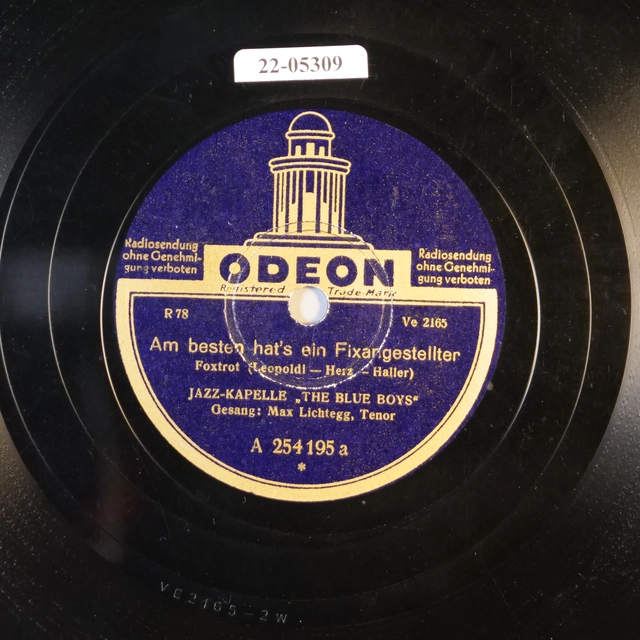 22-05309
Radiosendung
ohne Genehmi-
gung verboten
Radiosendung
ohne Genehmi-
gung verboten
ODEON
Registered Trade-Mark
R 78
Ve 2165
Am besten hat's ein Fixangestellter
Foxtrot (Leopoldi — Herz — Haller)
JAZZ-KAPELLE „THE BLUE BOYS“
Gesang: Max Lichtegg, Tenor
A 254195 a
*
VE2165-2W